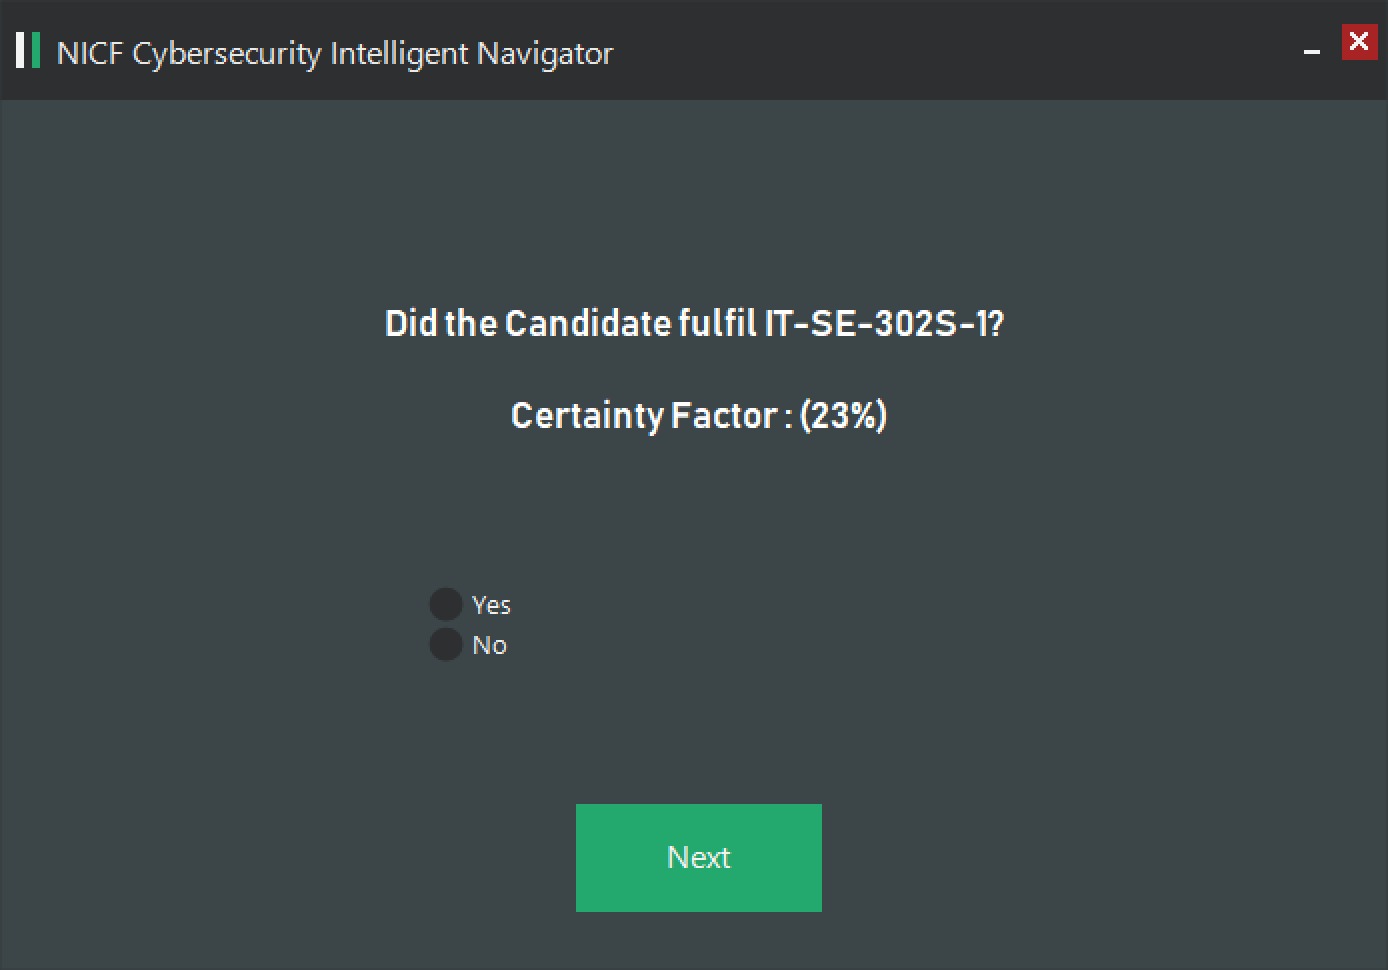 NICF Cybersecurity Intelligent Navigator
Did the Candidate fulfil IT-SE-302S-1?
Certainty Factor : (23%)
Yes
No
Next